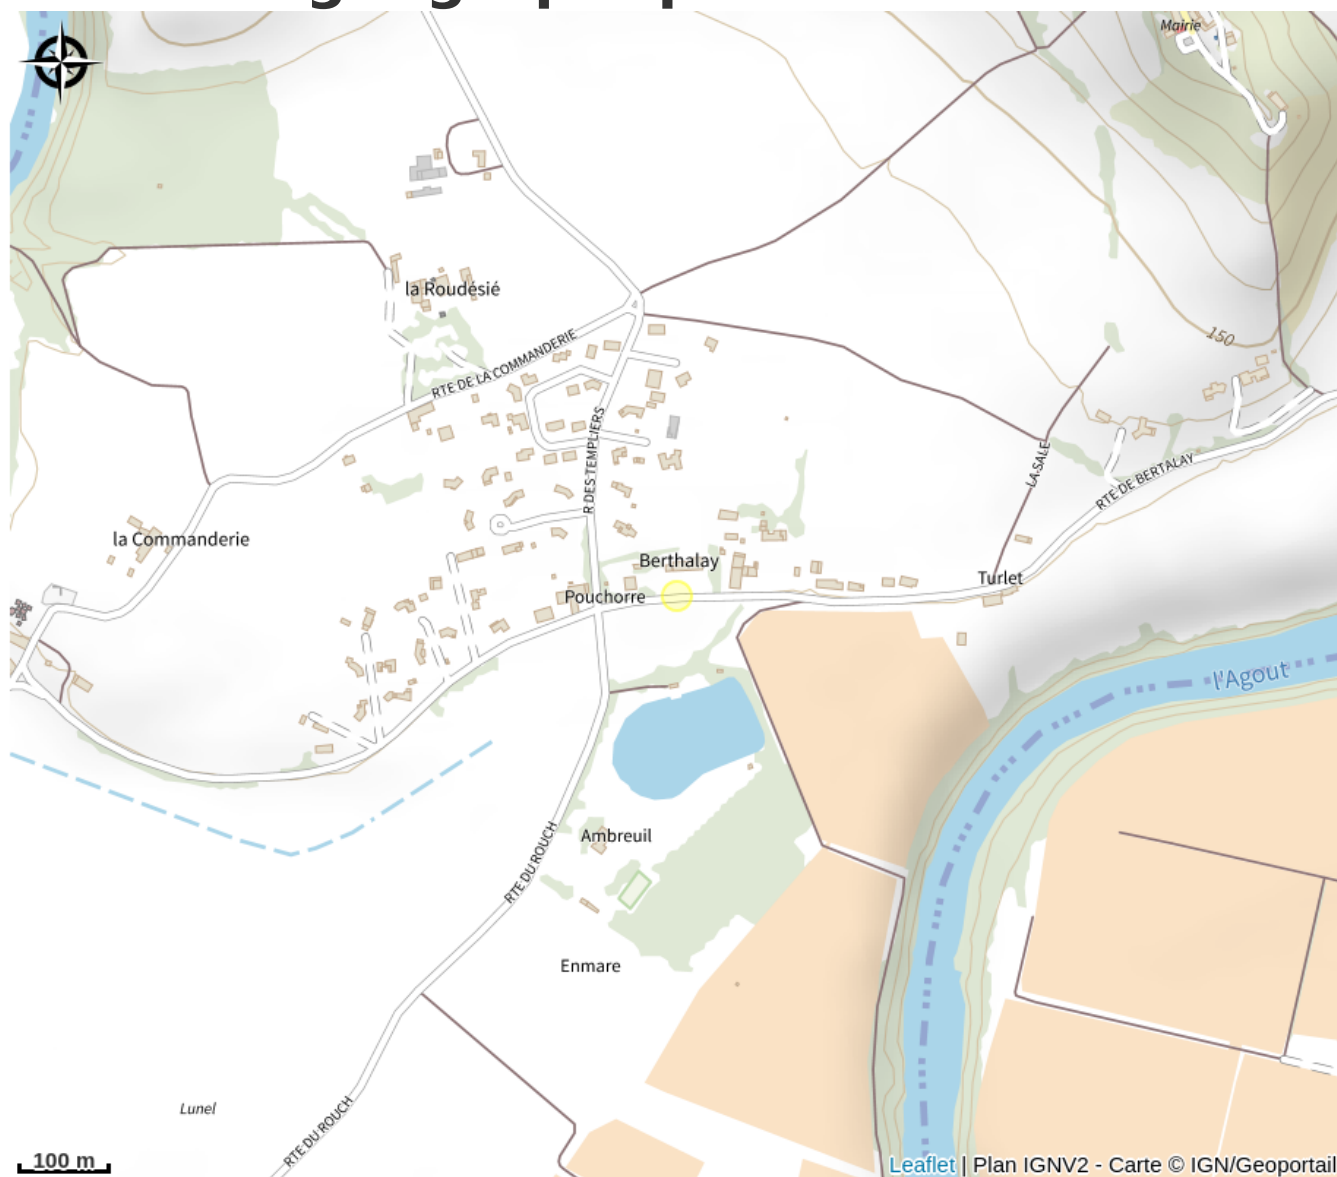 Mairie
la Roudésié
150
RTE DE LA COMMANDERIE
R DES TEMPLIERS
LA SALE
RTE DE BERTALAY
la Commanderie
Berthalay
Turlet
Pouchorre
l'Agout
Ambreuil
RTE DU ROUCH
Enmare
Lunel
RTE DU ROUCH
100 m
Leaflet | Plan IGNV2 - Carte © IGN/Geoportail